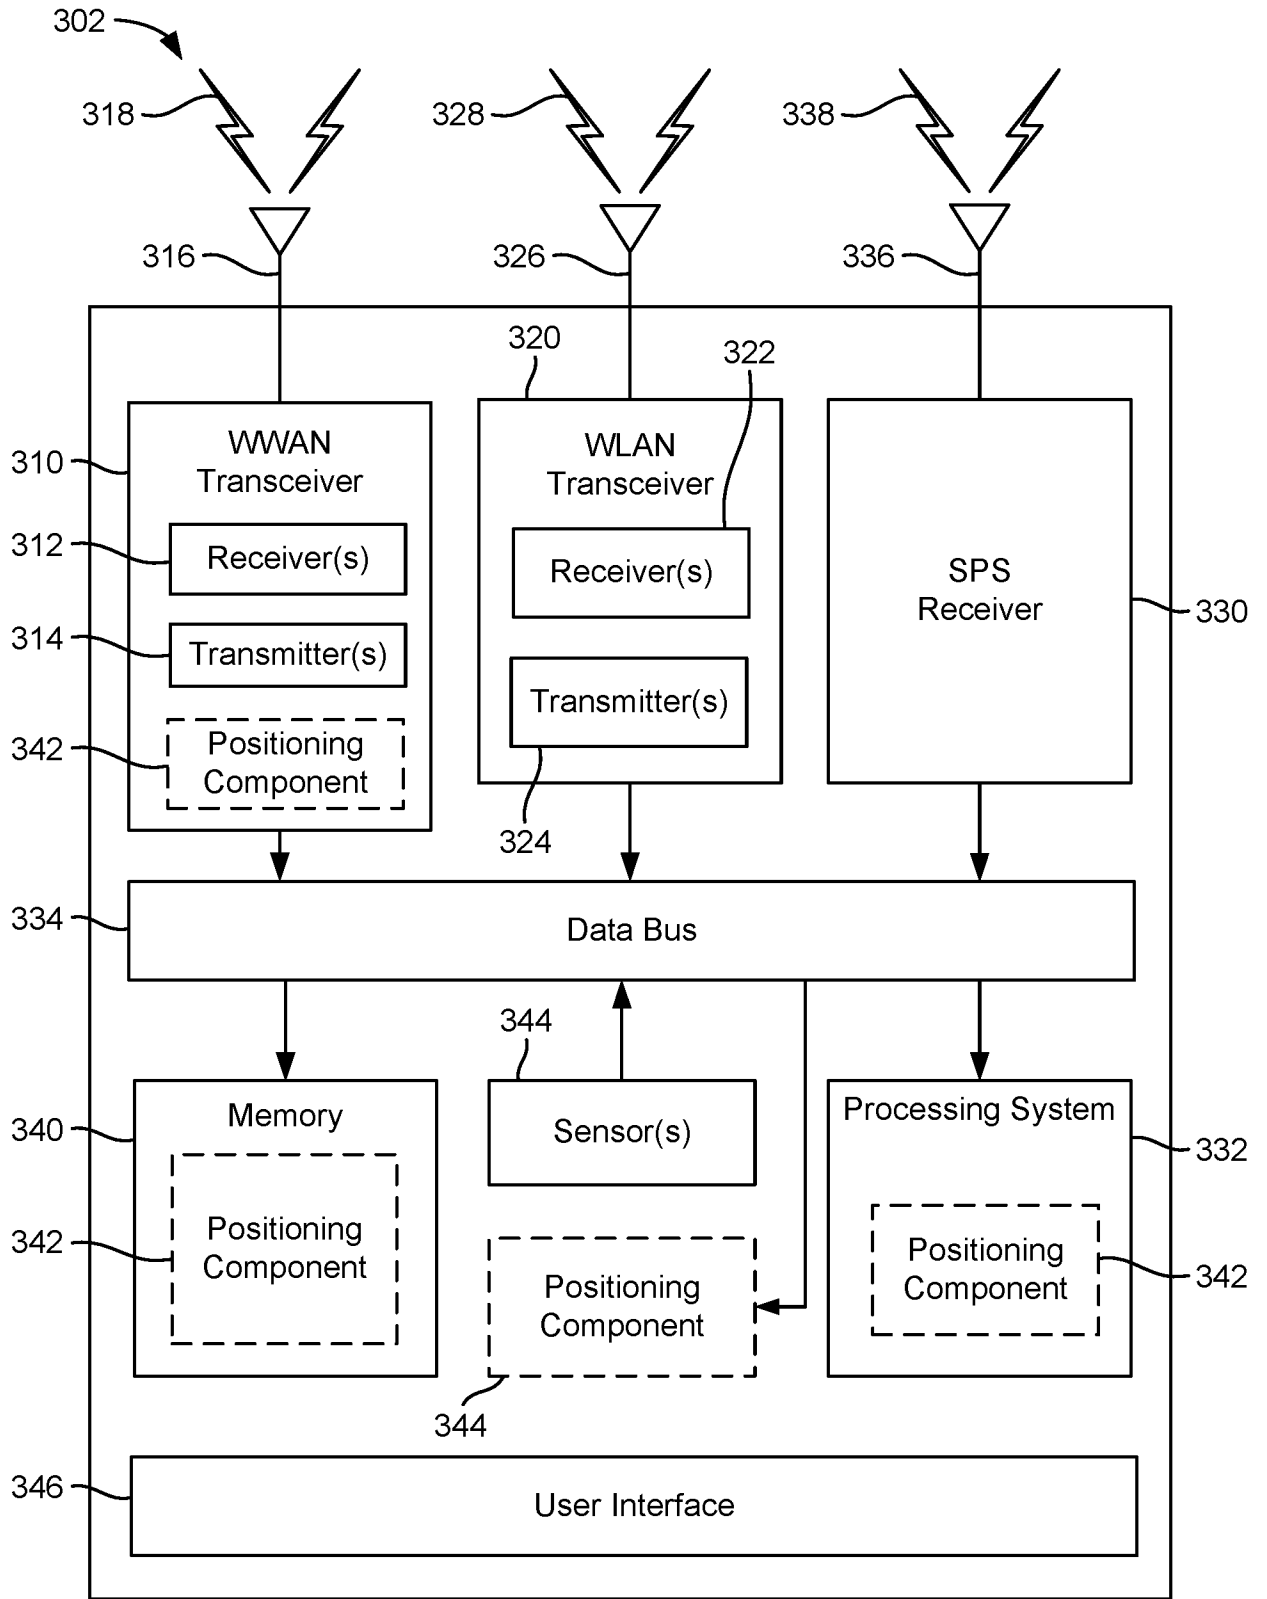 302
318
328
338
316
326
336
320
322
310
WWAN
Transceiver
WLAN
Transceiver
312
Receiver(s)
Receiver(s)
SPS
Receiver
330
314
Transmitter(s)
Transmitter(s)
342
Positioning
Component
324
334
Data Bus
344
340
Memory
Sensor(s)
Processing System
332
342
Positioning
Component
Positioning
Component
Positioning
Component
342
344
346
User Interface